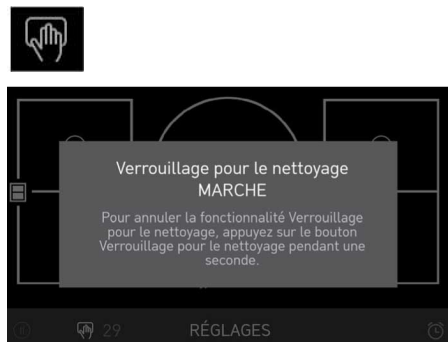 Verrouillage pour le nettoyage
MARCHE
Pour annuler la fonctionnalité Verrouillage
pour le nettoyage, appuyez sur le bouton
Verrouillage pour le nettoyage pendant une
seconde.
29 RÉGLAGES